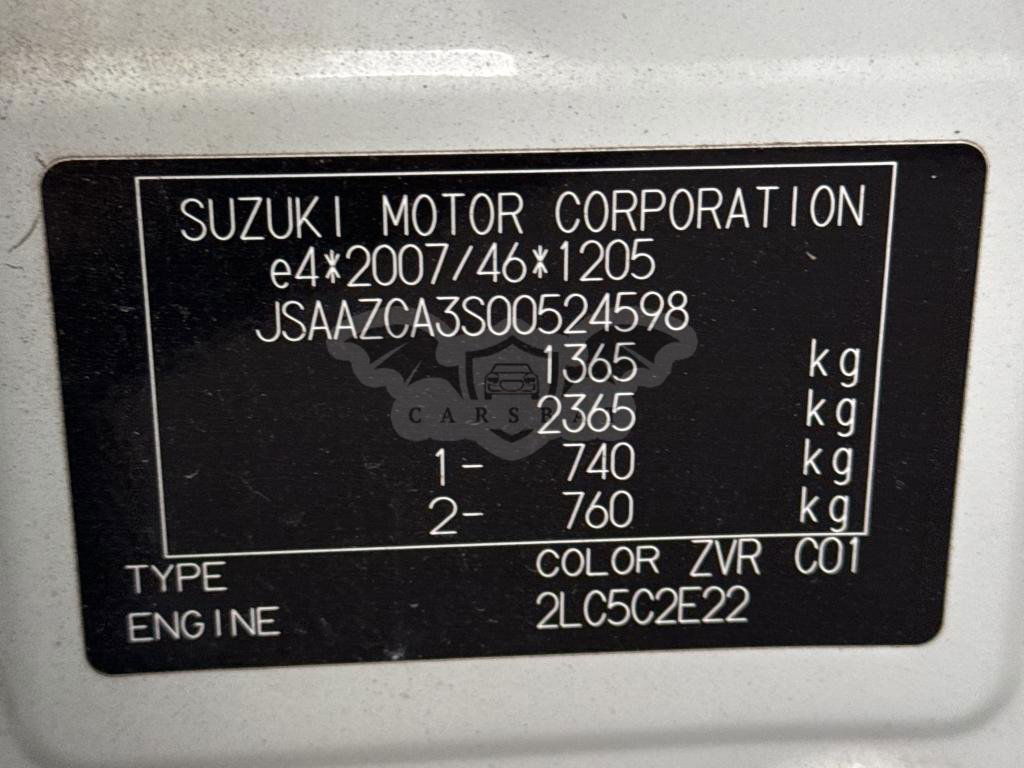 SUZUKI MOTOR CORPORATION
e4*2007/46*1205
JSAAZCA3S00524598
1365 kg
2365 kg
1- 740 kg
2- 760 kg
TYPE COLOR ZVR C01
ENGINE 2LC5C2E22